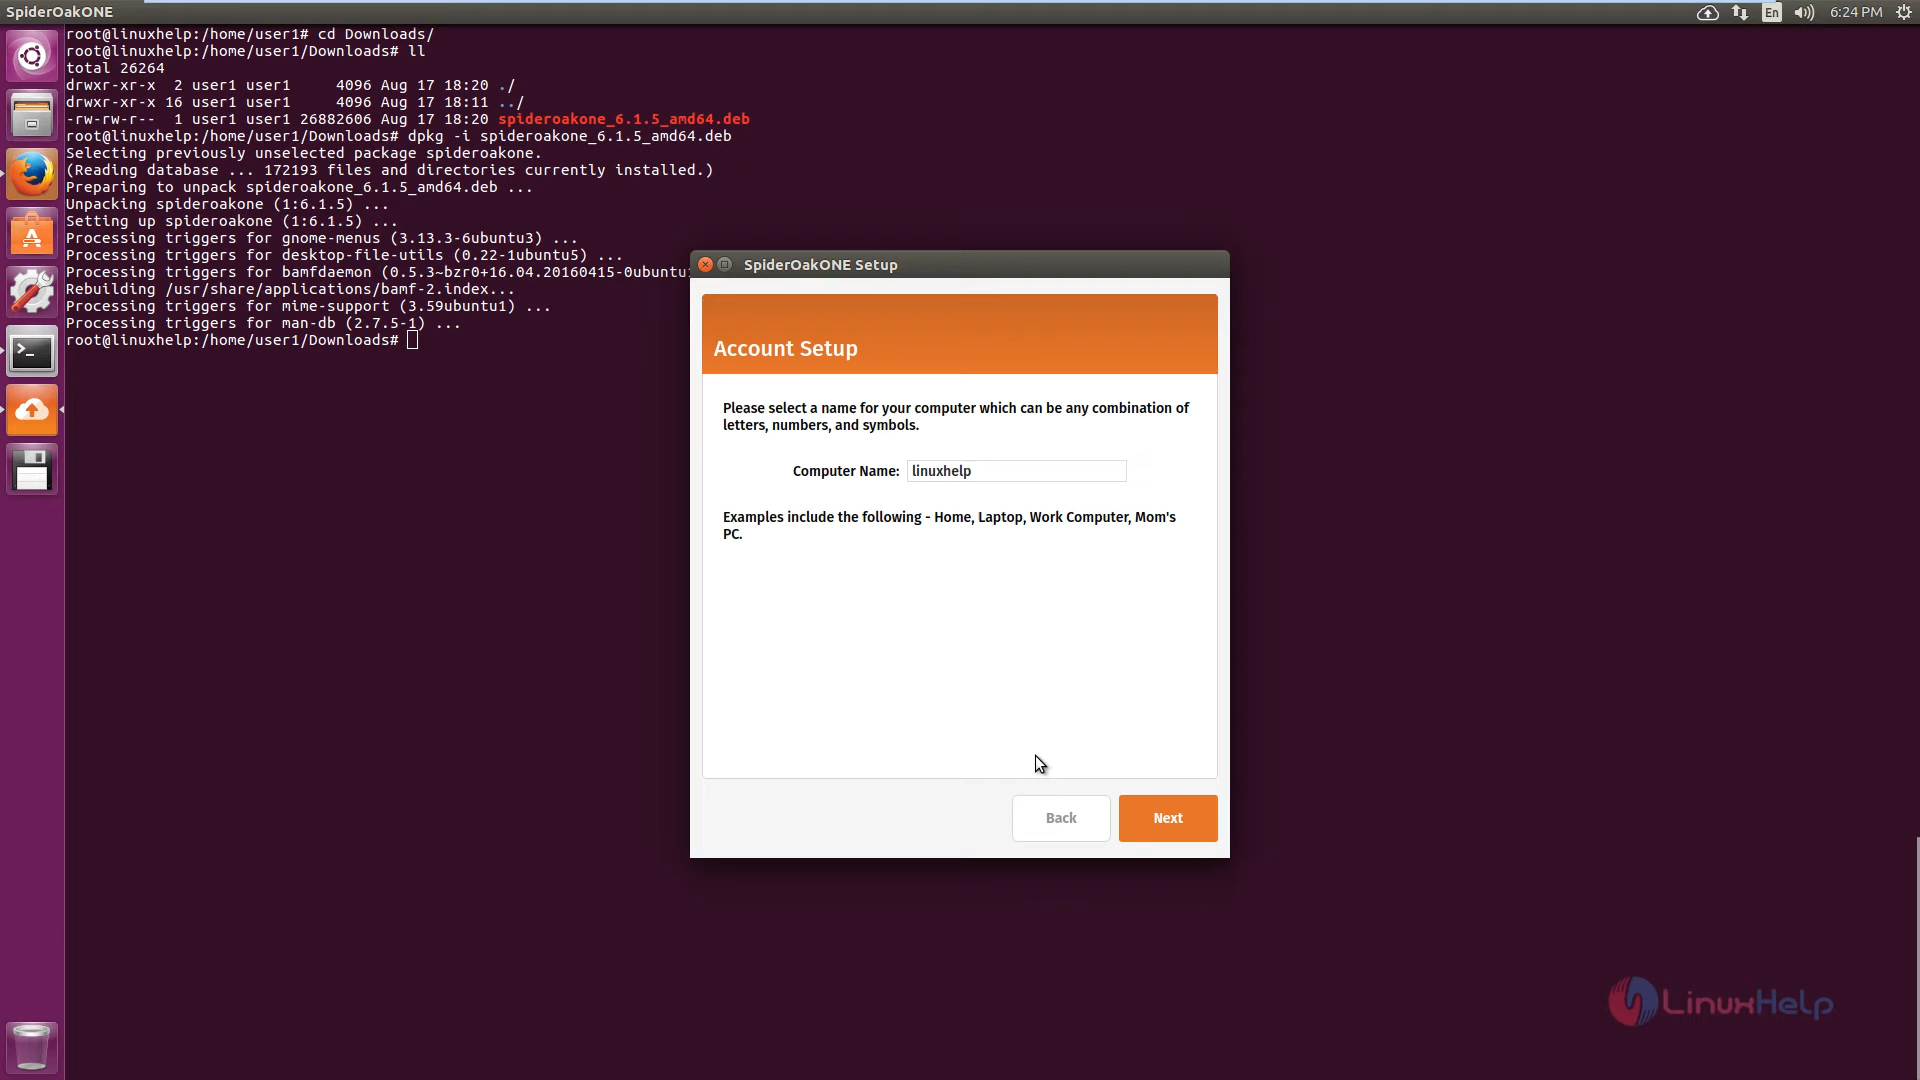 SpiderOakONE
En
6:24 PM
root@linuxhelp:/home/user1# cd Downloads/
root@linuxhelp:/home/user1/Downloads# ll
total 26264
drwxr-xr-x  2 user1 user1     4096 Aug 17 18:20 ./
drwxr-xr-x 16 user1 user1     4096 Aug 17 18:11 ../
-rw-rw-r--  1 user1 user1 26882606 Aug 17 18:20 spideroakone_6.1.5_amd64.deb
root@linuxhelp:/home/user1/Downloads# dpkg -i spideroakone_6.1.5_amd64.deb
Selecting previously unselected package spideroakone.
(Reading database ... 172193 files and directories currently installed.)
Preparing to unpack spideroakone_6.1.5_amd64.deb ...
Unpacking spideroakone (1:6.1.5) ...
Setting up spideroakone (1:6.1.5) ...
Processing triggers for gnome-menus (3.13.3-6ubuntu3) ...
Processing triggers for desktop-file-utils (0.22-1ubuntu5) ...
Processing triggers for bamfdaemon (0.5.3~bzr0+16.04.20160415-0ubuntu
Rebuilding /usr/share/applications/bamf-2.index...
Processing triggers for mime-support (3.59ubuntu1) ...
Processing triggers for man-db (2.7.5-1) ...
root@linuxhelp:/home/user1/Downloads#
SpiderOakONE Setup
Account Setup
Please select a name for your computer which can be any combination of
letters, numbers, and symbols.
Computer Name: linuxhelp
Examples include the following - Home, Laptop, Work Computer, Mom's
PC.
Back
Next
LinuxHelp